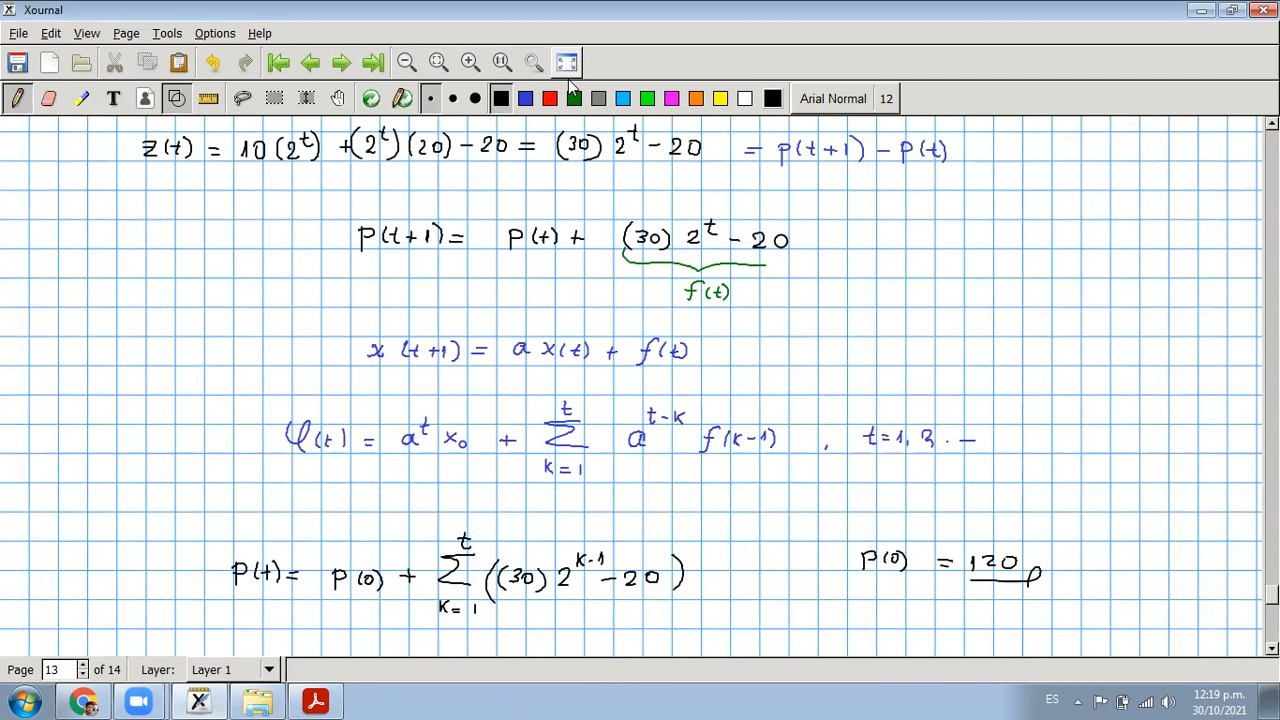 Xournal
File Edit View Page Tools Options Help
Arial Normal 12
z(t) = 10(2^t) + (2^t)(20) - 20 = (30) 2^t - 20 = p(t+1) - p(t)
p(t+1) = p(t) + (30) 2^t - 20
f(t)
x(t+1) = a x(t) + f(t)
φ(t) = a^t x_0 + Σ_{k=1}^{t} a^{t-k} f(k-1) , t=1, 2. -
p(t) = p(0) + Σ_{k=1}^{t} ((30) 2^{k-1} - 20) p(0) = 120
Page 13 of 14 Layer: Layer 1
ES 12:19 p.m.
30/10/2021